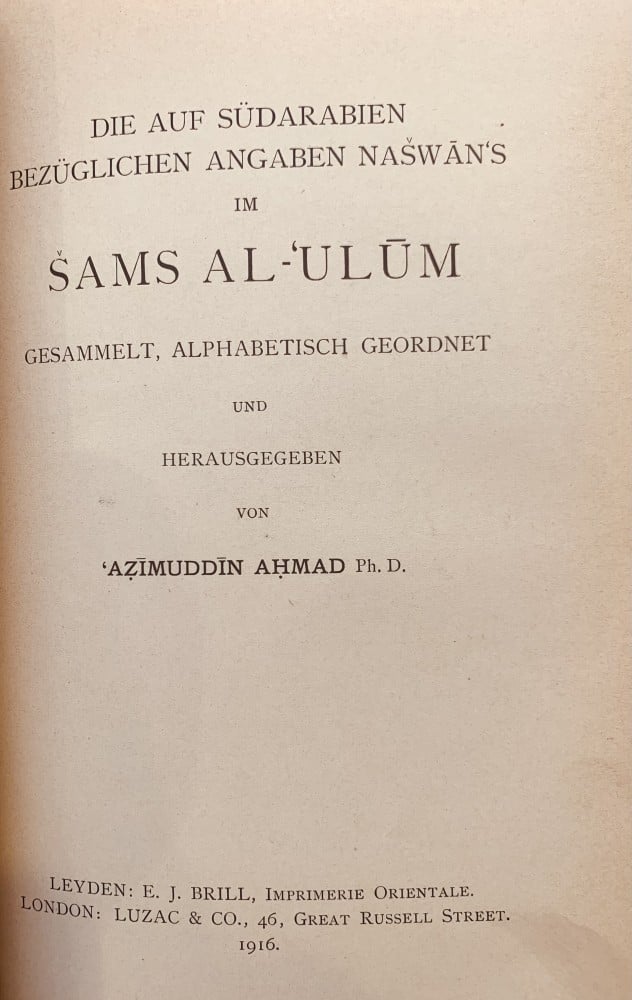 DIE AUF SÜDARABIEN
BEZÜGLICHEN ANGABEN NAŠWĀN'S
IM
ŠAMS AL-‘ULŪM
GESAMMELT, ALPHABETISCH GEORDNET
UND
HERAUSGEGEBEN
VON
‘AẒĪMUDDĪN AḤMAD Ph. D.
LEYDEN: E. J. BRILL, IMPRIMERIE ORIENTALE.
LONDON: LUZAC & CO., 46, GREAT RUSSELL STREET.
1916.